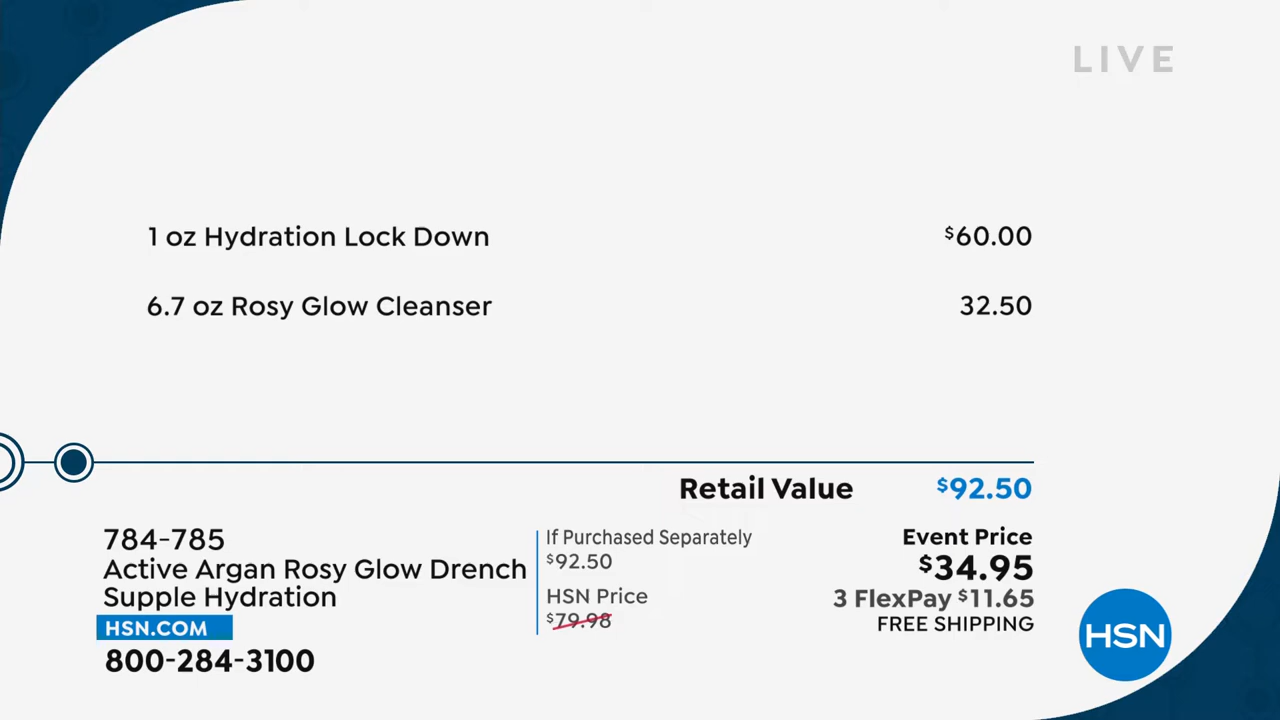 LIVE
1 oz Hydration Lock Down $60.00
6.7 oz Rosy Glow Cleanser 32.50
Retail Value $92.50
784-785
Active Argan Rosy Glow Drench
Supple Hydration
HSN.COM
800-284-3100
If Purchased Separately
$92.50
HSN Price
$79.98
Event Price
$34.95
3 FlexPay $11.65
FREE SHIPPING
HSN